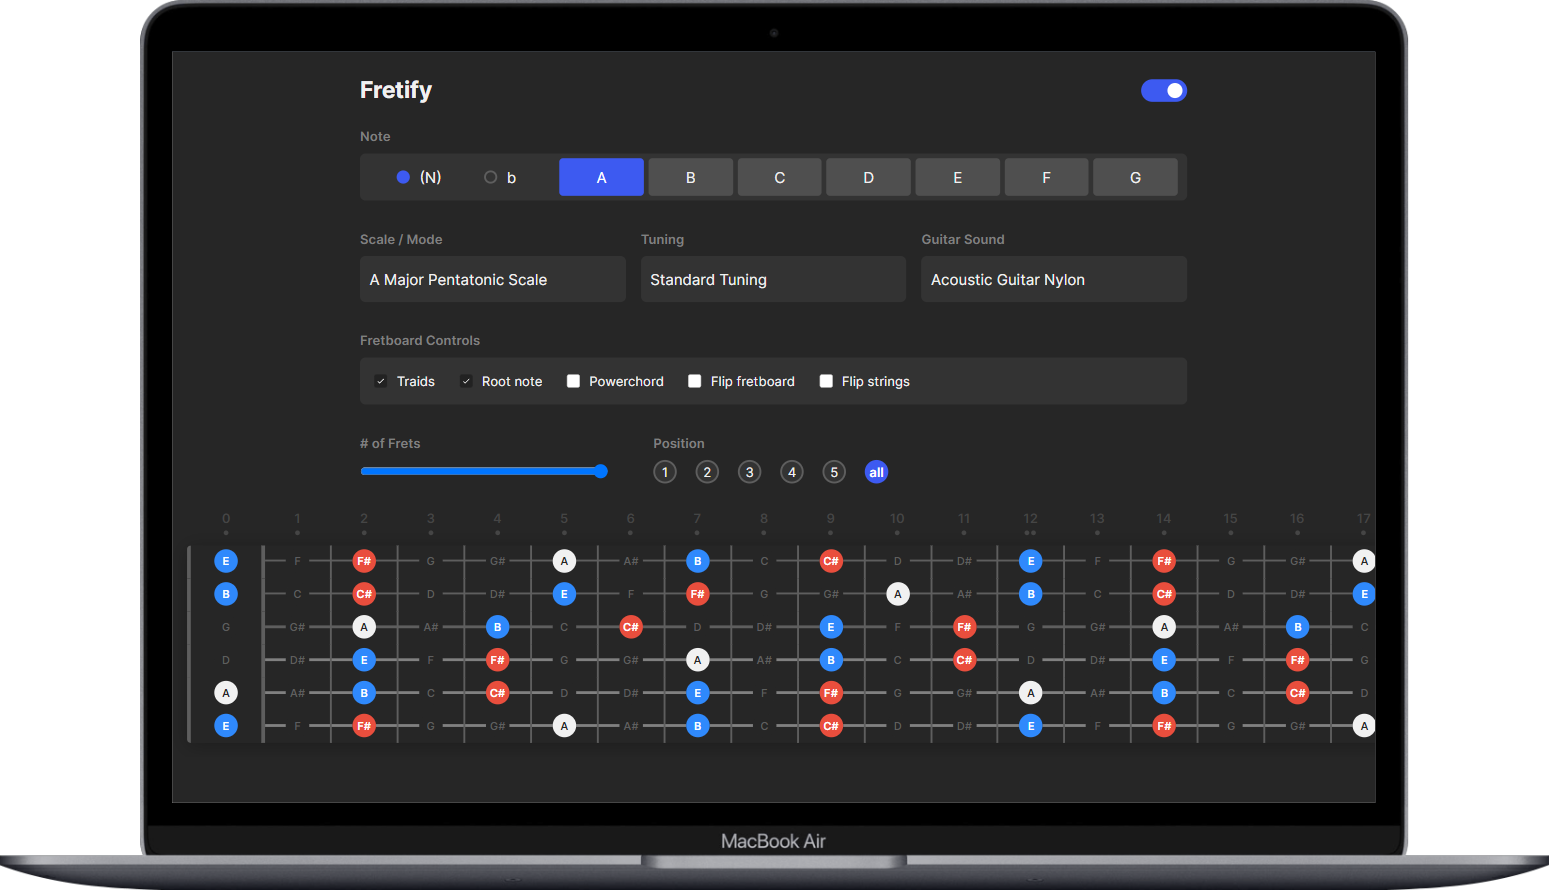 Fretify
Note
(N) b A B C D E F G
Scale / Mode Tuning Guitar Sound
A Major Pentatonic Scale Standard Tuning Acoustic Guitar Nylon
Fretboard Controls
Traids Root note Powerchord Flip fretboard Flip strings
# of Frets Position
1 2 3 4 5 all
0 1 2 3 4 5 6 7 8 9 10 11 12 13 14 15 16 17
E F F# G G# A A# B C C# D D# E F F# G G# A
B C C# D D# E F F# G G# A A# B C C# D D# E
G G# A A# B C C# D D# E F F# G G# A A# B C
D D# E F F# G G# A A# B C C# D D# E F F# G
A A# B C C# D D# E F F# G G# A A# B C C# D
E F F# G G# A A# B C C# D D# E F F# G G# A
MacBook Air